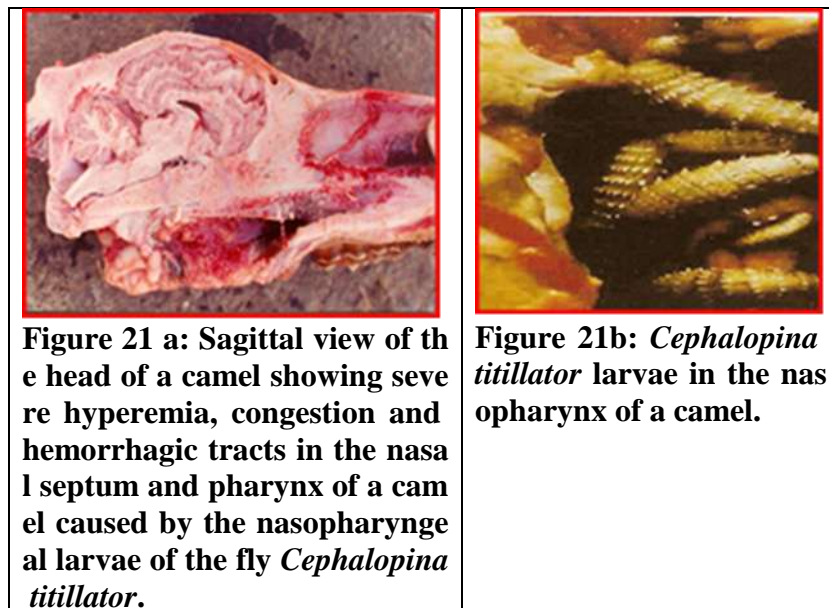 Figure 21 a: Sagittal view of th
e head of a camel showing seve
re hyperemia, congestion and
hemorrhagic tracts in the nasa
l septum and pharynx of a cam
el caused by the nasopharynge
al larvae of the fly Cephalopina
titillator.
Figure 21b: Cephalopina
titillator larvae in the nas
opharynx of a camel.